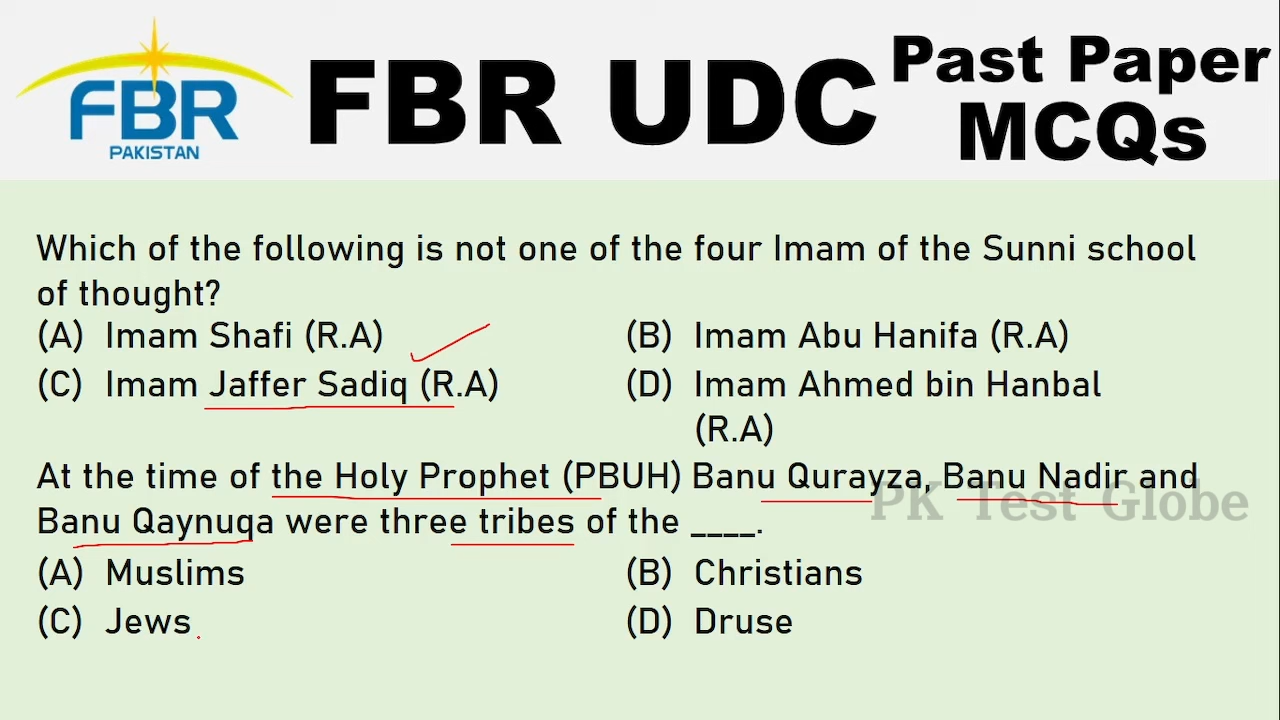 FBR
PAKISTAN
FBR UDC
Past Paper
MCQs
Which of the following is not one of the four Imam of the Sunni school
of thought?
(A) Imam Shafi (R.A)
(B) Imam Abu Hanifa (R.A)
(C) Imam Jaffer Sadiq (R.A)
(D) Imam Ahmed bin Hanbal
(R.A)
At the time of the Holy Prophet (PBUH) Banu Qurayza, Banu Nadir and
PK Test Globe
Banu Qaynuqa were three tribes of the ____.
(A) Muslims
(B) Christians
(C) Jews
(D) Druse